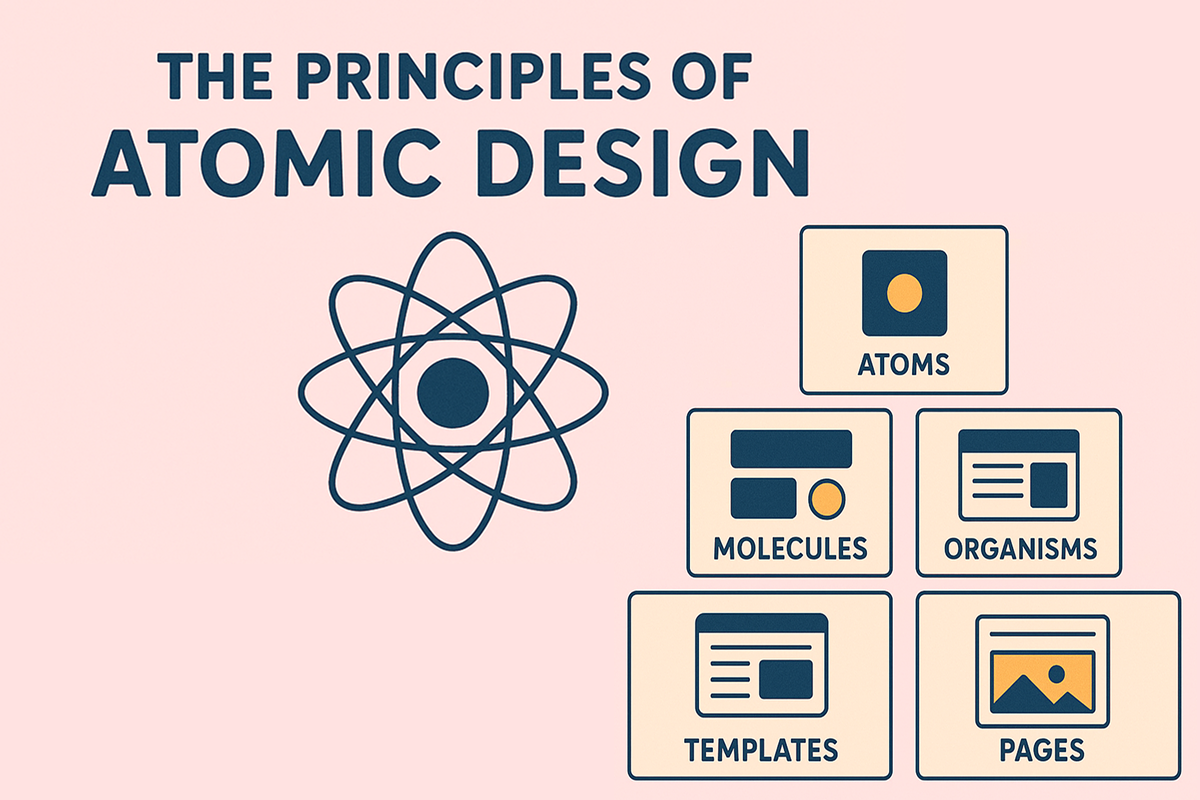 THE PRINCIPLES OF
ATOMIC DESIGN
ATOMS
MOLECULES
ORGANISMS
TEMPLATES
PAGES